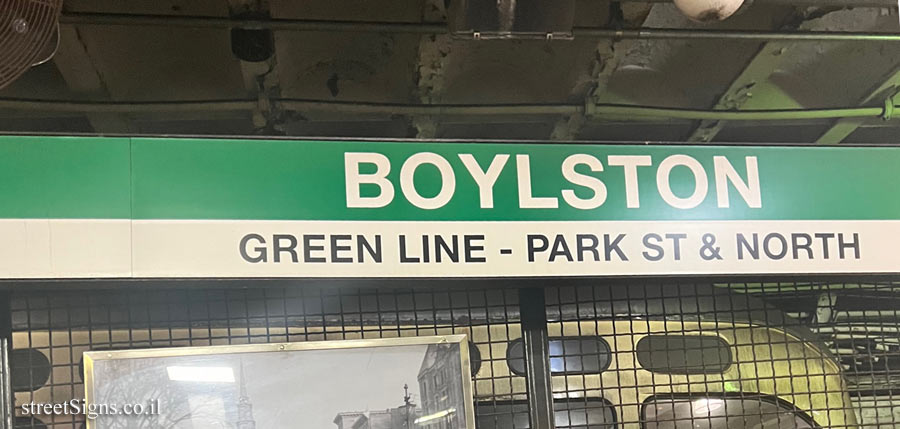 BOYLSTON
GREEN LINE - PARK ST & NORTH
streetSigns.co.il